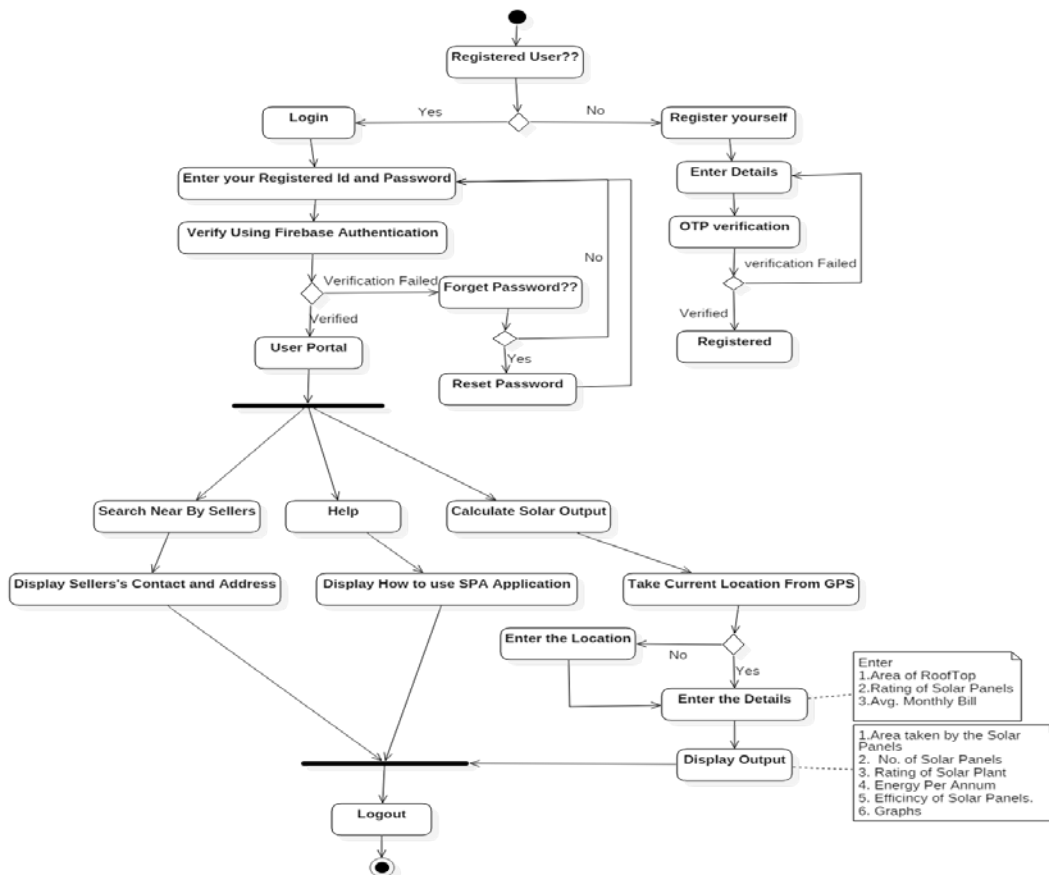 Registered User??
Yes
No
Login
Register yourself
Enter your Registered Id and Password
Enter Details
Verify Using Firebase Authentication
OTP verification
No
verification Failed
Verification Failed
Forget Password??
Verified
Verified
User Portal
Registered
Yes
Reset Password
Search Near By Sellers
Help
Calculate Solar Output
Display Sellers's Contact and Address
Display How to use SPA Application
Take Current Location From GPS
Enter the Location
No
Yes
Enter the Details
Enter
1.Area of RoofTop
2.Rating of Solar Panels
3.Avg. Monthly Bill
Display Output
1.Area taken by the Solar
Panels
2. No. of Solar Panels
3. Rating of Solar Plant
4. Energy Per Annum
5. Efficincy of Solar Panels.
6. Graphs
Logout